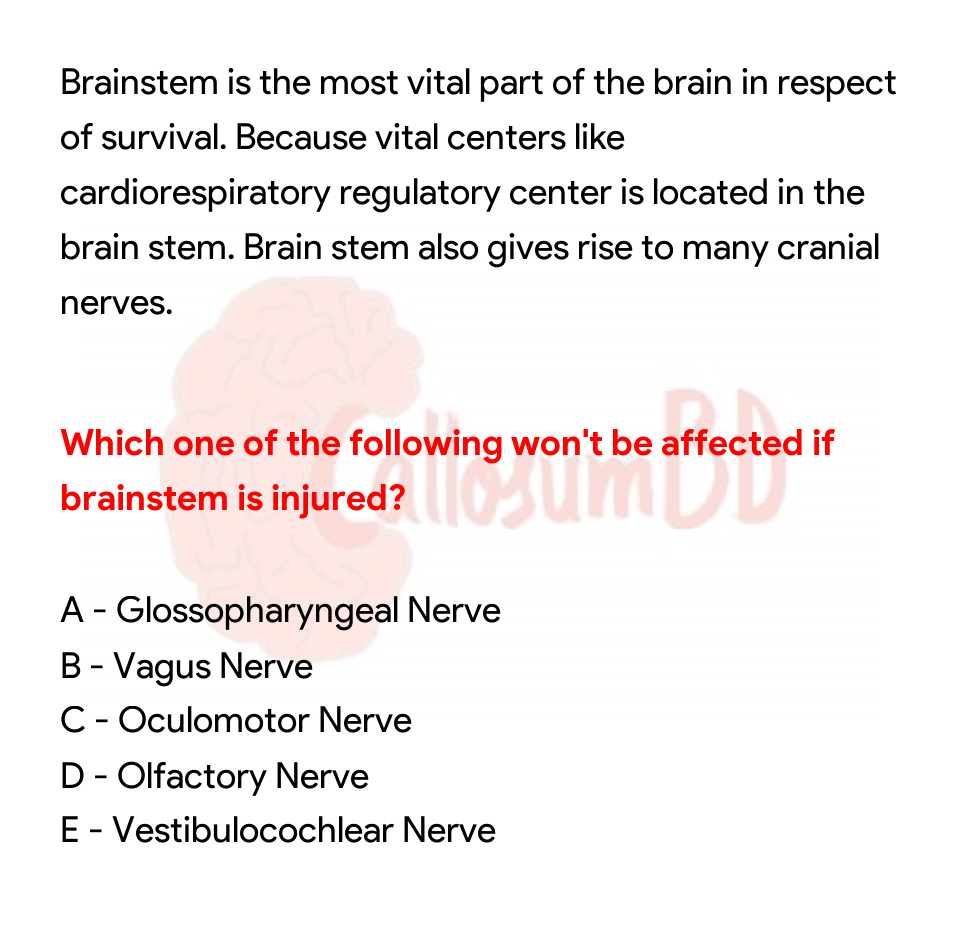 Brainstem is the most vital part of the brain in respect
of survival. Because vital centers like
cardiorespiratory regulatory center is located in the
brain stem. Brain stem also gives rise to many cranial
nerves.
CallosumBD
Which one of the following won't be affected if
brainstem is injured?
A - Glossopharyngeal Nerve
B - Vagus Nerve
C - Oculomotor Nerve
D - Olfactory Nerve
E - Vestibulocochlear Nerve